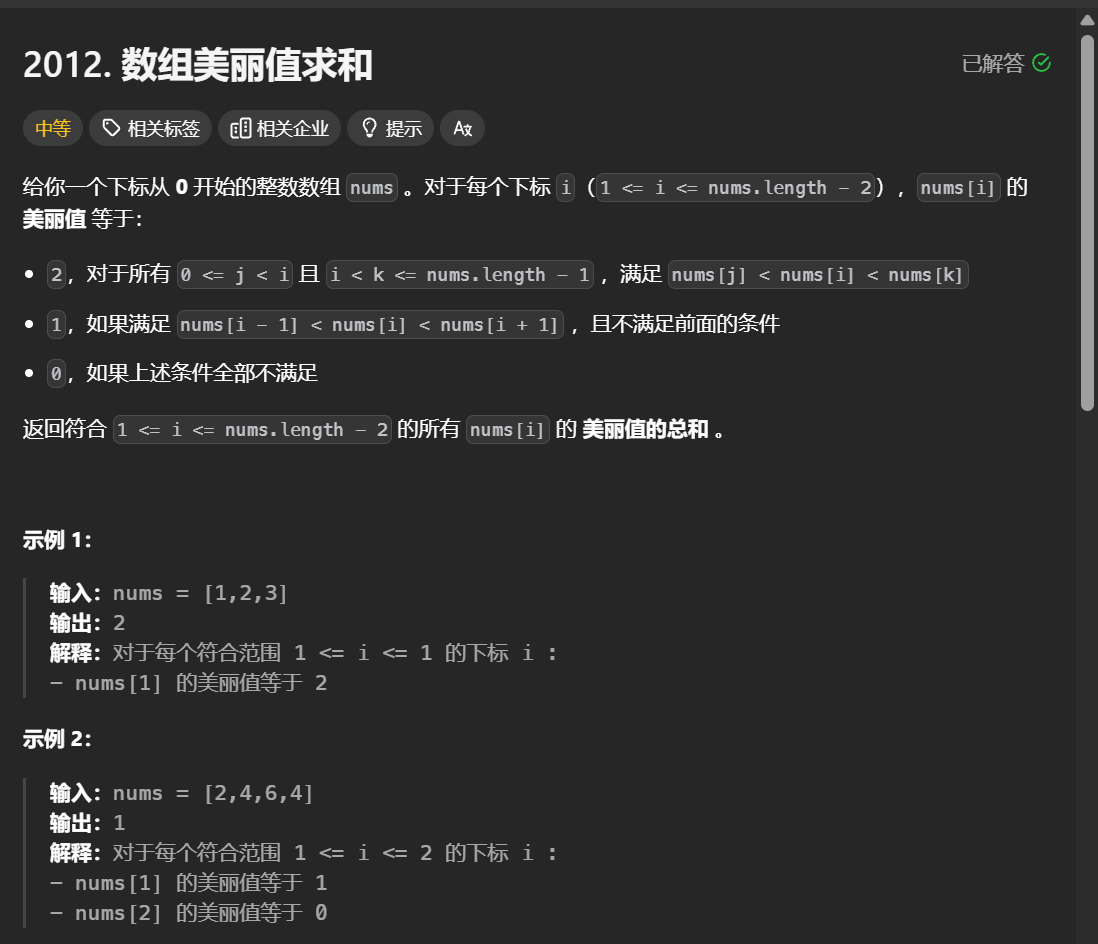 2012. 数组美丽值求和
已解答
中等 相关标签 相关企业 提示 Ax
给你一个下标从 0 开始的整数数组 nums 。对于每个下标 i（1 <= i <= nums.length - 2），nums[i] 的
美丽值 等于：
2，对于所有 0 <= j < i 且 i < k <= nums.length - 1 ，满足 nums[j] < nums[i] < nums[k]
1，如果满足 nums[i - 1] < nums[i] < nums[i + 1] ，且不满足前面的条件
0，如果上述条件全部不满足
返回符合 1 <= i <= nums.length - 2 的所有 nums[i] 的 美丽值的总和 。
示例 1：
输入：nums = [1,2,3]
输出：2
解释：对于每个符合范围 1 <= i <= 1 的下标 i :
- nums[1] 的美丽值等于 2
示例 2：
输入：nums = [2,4,6,4]
输出：1
解释：对于每个符合范围 1 <= i <= 2 的下标 i :
- nums[1] 的美丽值等于 1
- nums[2] 的美丽值等于 0